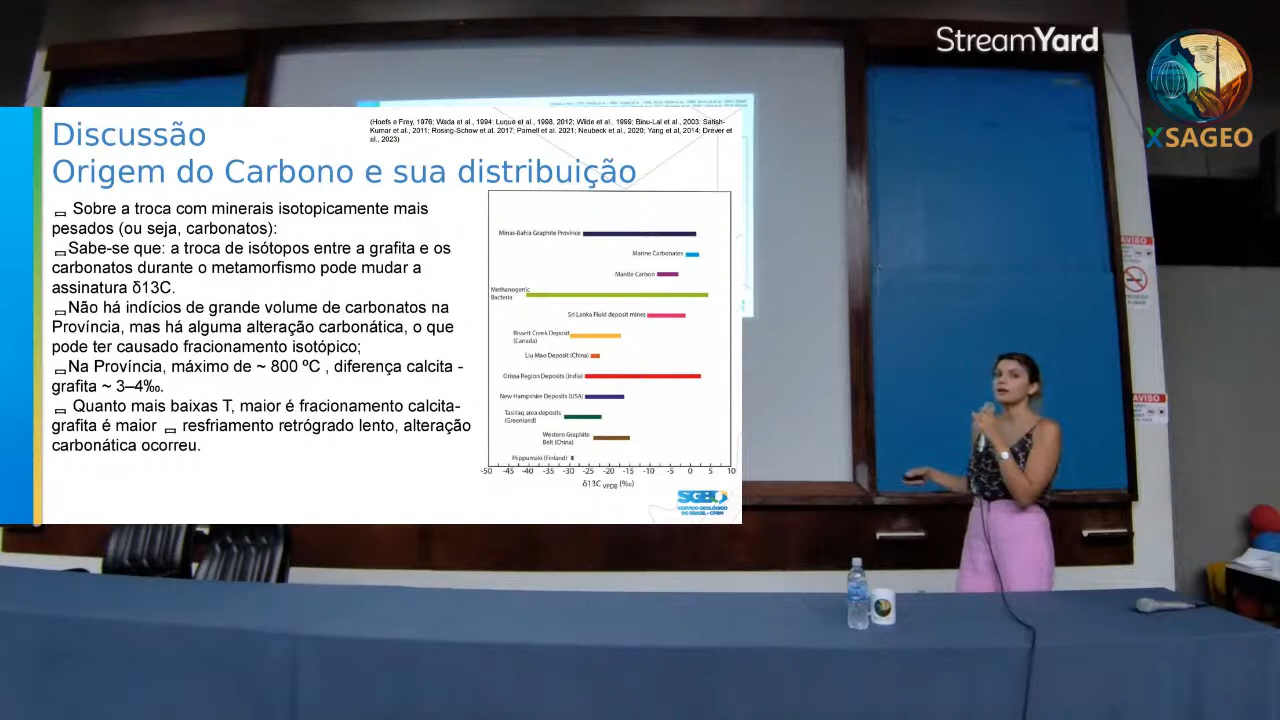 StreamYard
XSAGEO
Discussão
Origem do Carbono e sua distribuição
(Hoefs e Frey, 1976; Wada et al., 1994; Luque et al., 1998, 2012; Wilde et al., 1999; Binu-Lal et al., 2003; Satish-
Kumar et al., 2011; Rosing-Schow et al. 2017; Parnell et al. 2021; Neubeck et al., 2020; Yang et al, 2014; Drever et
al., 2023)
Sobre a troca com minerais isotopicamente mais
pesados (ou seja, carbonatos):
Sabe-se que: a troca de isótopos entre a grafita e os
carbonatos durante o metamorfismo pode mudar a
assinatura δ13C.
Não há indícios de grande volume de carbonatos na
Província, mas há alguma alteração carbonática, o que
pode ter causado fracionamento isotópico;
Na Província, máximo de ~ 800 ºC , diferença calcita -
grafita ~ 3–4‰.
Quanto mais baixas T, maior é fracionamento calcita-
grafita é maior resfriamento retrógrado lento, alteração
carbonática ocorreu.
Minas-Bahia Graphite Province
Marine Carbonates
Mantle Carbon
Methanogenic
Bacteria
Sri Lanka Fluid deposit mines
Bissett Creek Deposit
(Canada)
Liu Mao Deposit (China)
Orissa Region Deposits (India)
New Hampshire Deposits (USA)
Tasiilaq area deposits
(Greenland)
Western Graphite
Belt (China)
Piippumäki (Finland)
-50 -45 -40 -35 -30 -25 -20 -15 -10 -5 0 5 10
δ13C VPDB (‰)
SGB
SERVIÇO GEOLÓGICO
DO BRASIL - CPRM
AVISO
AVISO